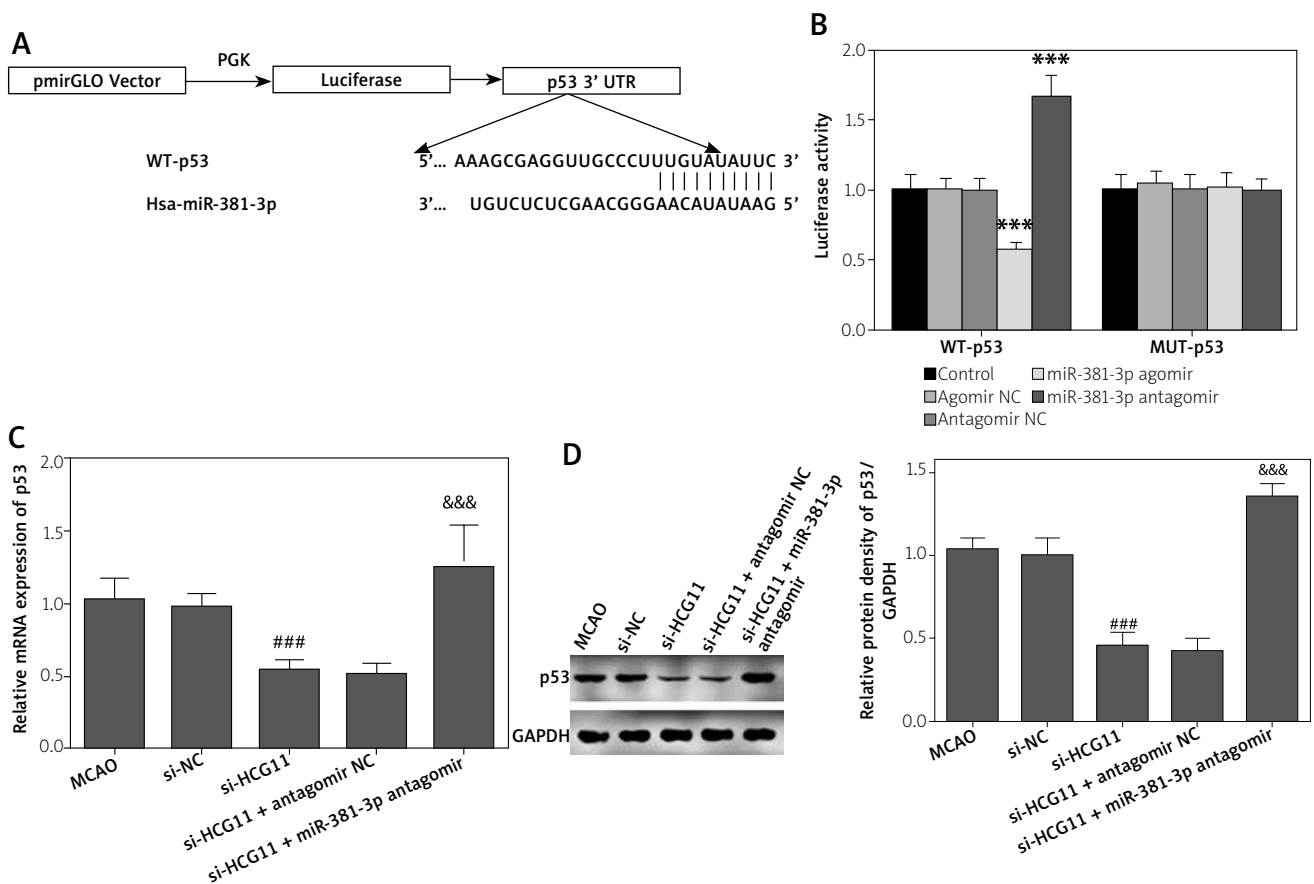 A
pmirGLO Vector
PGK
Luciferase
p53 3’ UTR
WT-p53
5’... AAAGCGAGGUUGCCCUUUGUAUAUUC 3’
Hsa-miR-381-3p
3’... UGUCUCUCGAACGGGAACAUAUAAG 5’
B
Luciferase activity
2.0
1.5
1.0
0.5
0.0
***
***
WT-p53
MUT-p53
Control
miR-381-3p agomir
Agomir NC
miR-381-3p antagomir
Antagomir NC
C
Relative mRNA expression of p53
2.0
1.5
1.0
0.5
0.0
###
&&&
MCAO
si-NC
si-HCG11
si-HCG11 + antagomir NC
si-HCG11 + miR-381-3p antagomir
D
MCAO
si-NC
si-HCG11
si-HCG11 + antagomir NC
si-HCG11 + miR-381-3p
antagomir
p53
GAPDH
Relative protein density of p53/
GAPDH
1.5
1.0
0.5
0.0
###
&&&
MCAO
si-NC
si-HCG11
si-HCG11 + antagomir NC
si-HCG11 + miR-381-3p antagomir